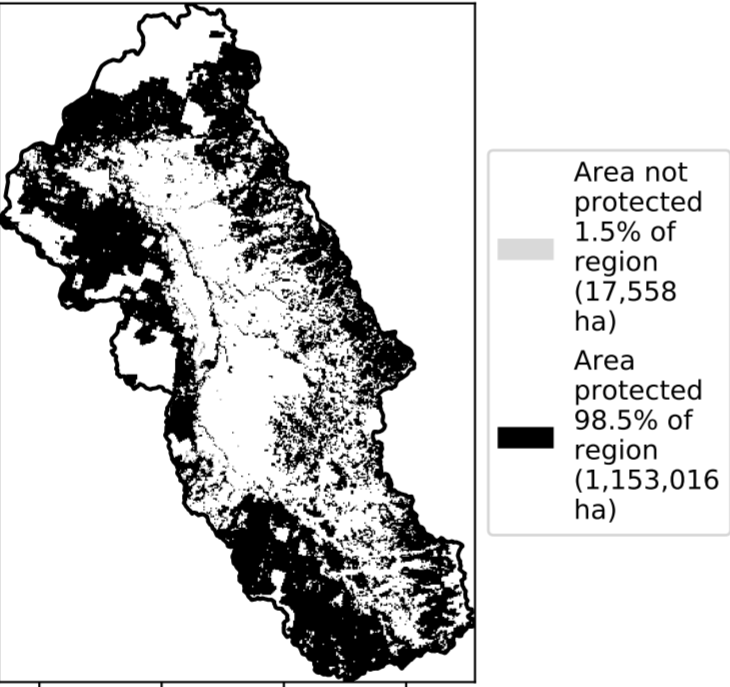 Area not
protected
1.5% of
region
(17,558
ha)
Area
protected
98.5% of
region
(1,153,016
ha)